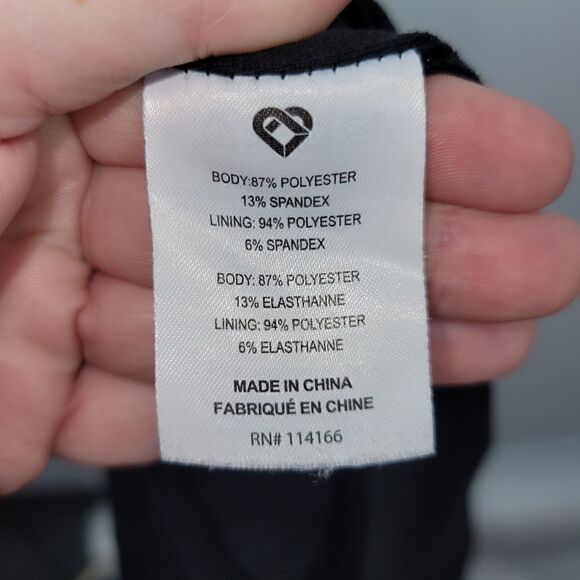 BODY:87% POLYESTER
13% SPANDEX
LINING: 94% POLYESTER
6% SPANDEX
BODY: 87% POLYESTER
13% ELASTHANNE
LINING: 94% POLYESTER
6% ELASTHANNE
MADE IN CHINA
FABRIQUÉ EN CHINE
RN# 114166